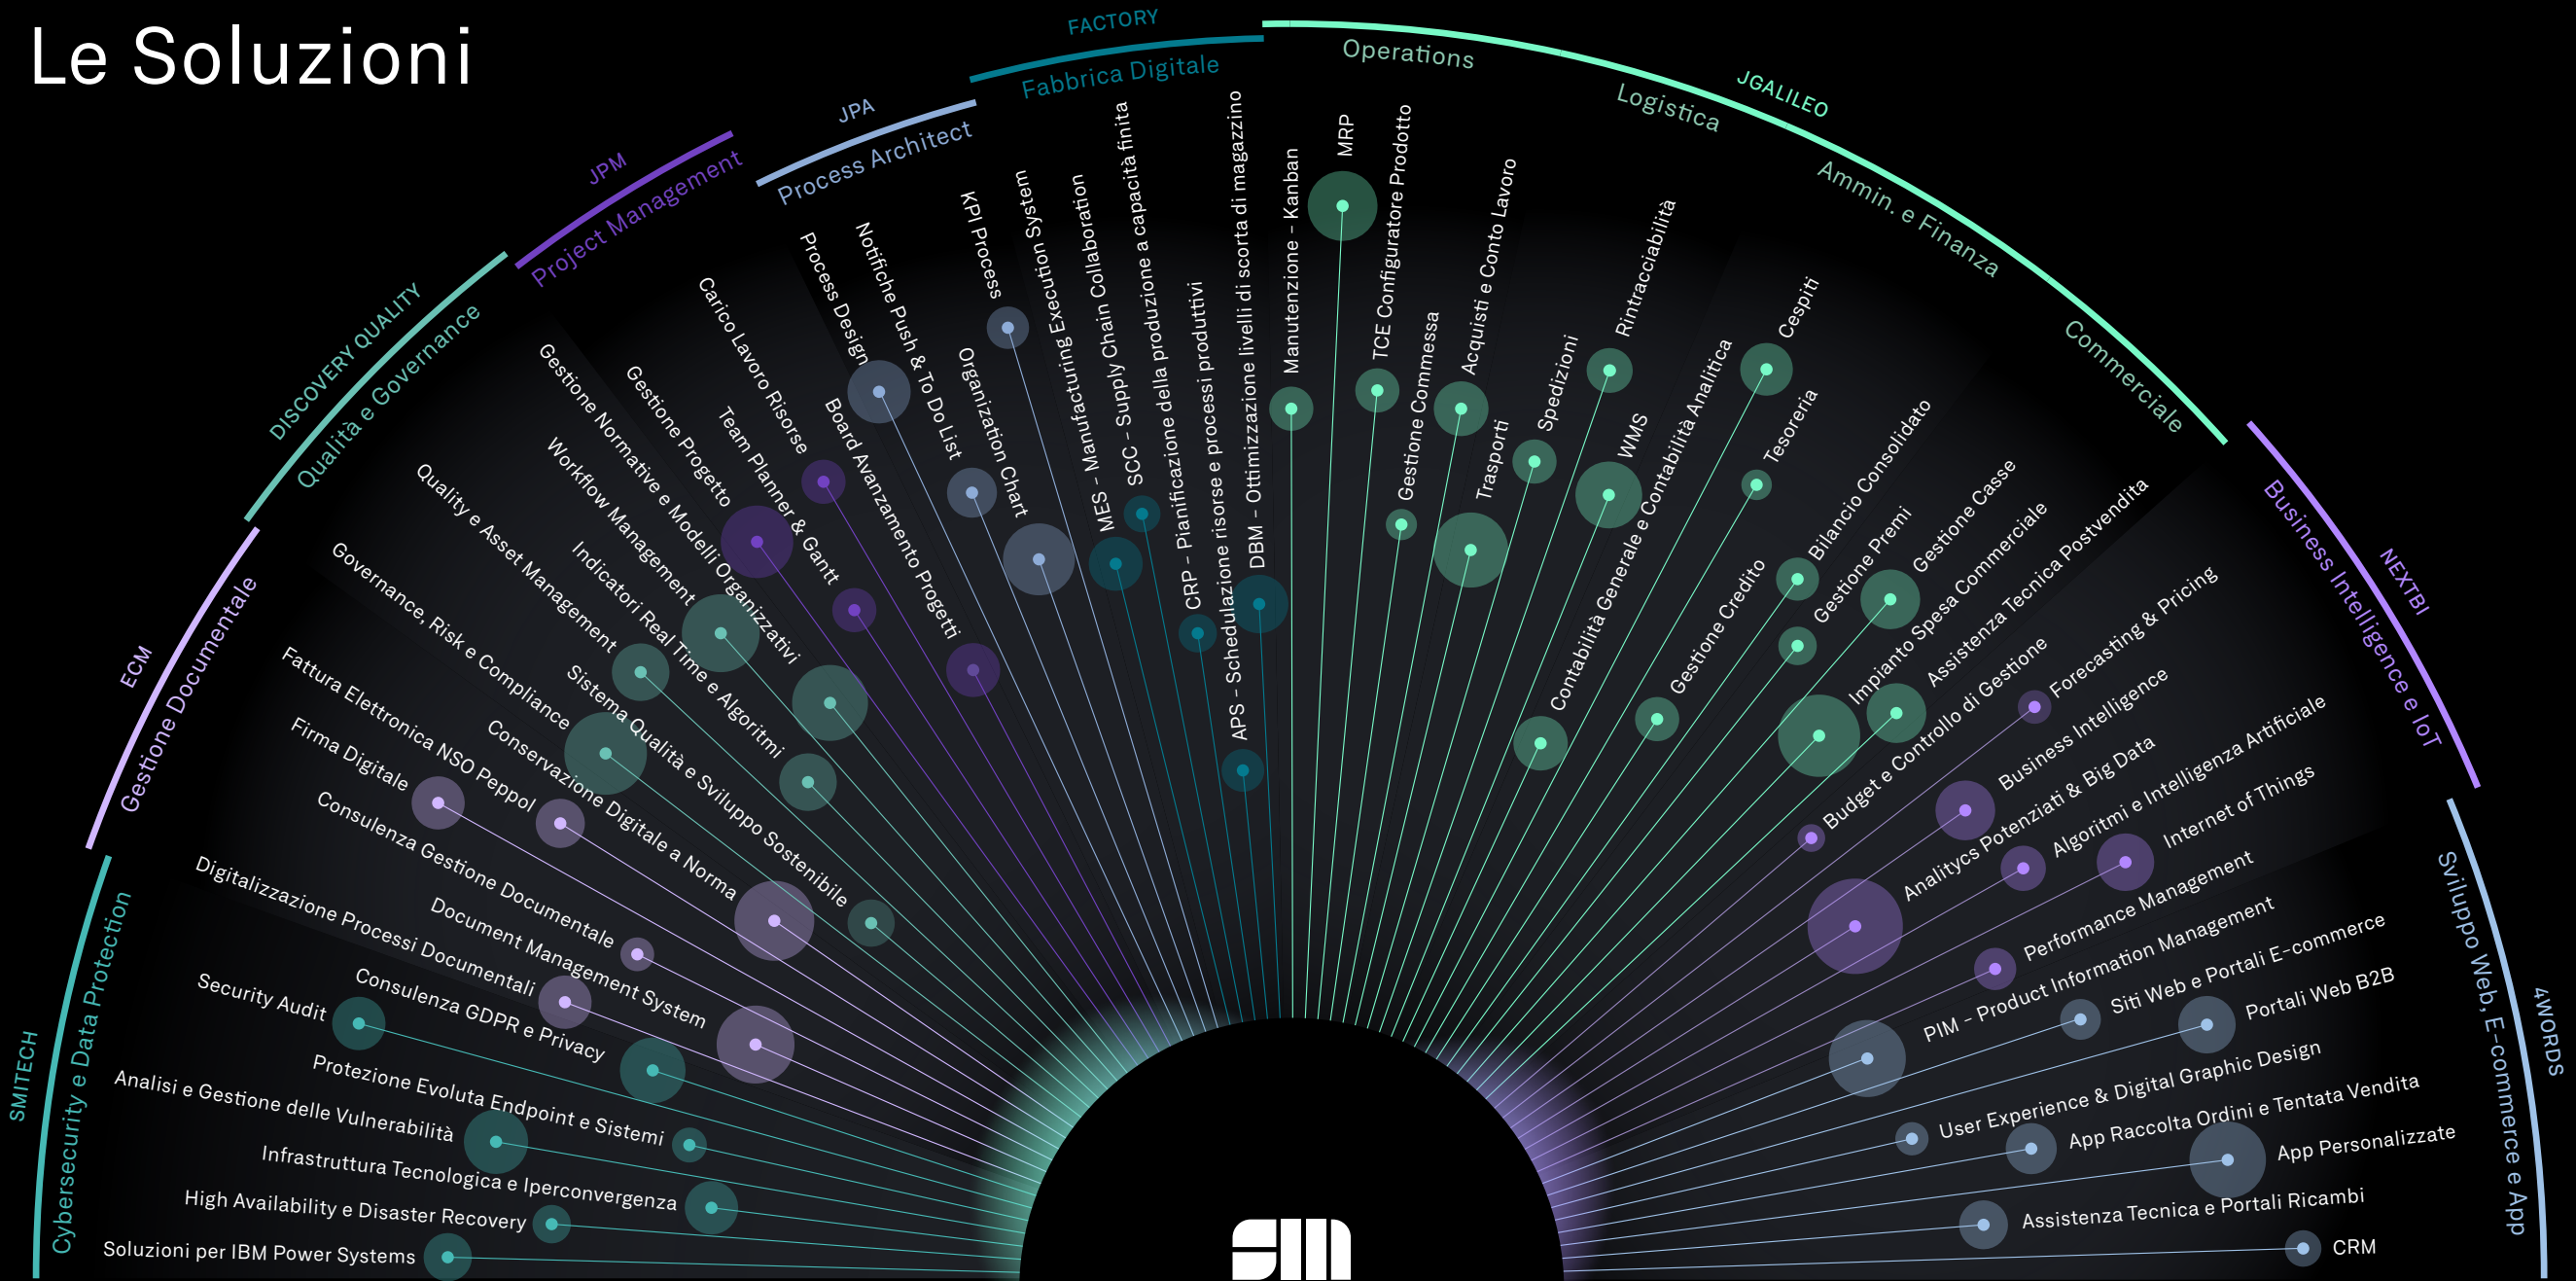 Le Soluzioni
SMITECH
Cybersecurity e Data Protection
Soluzioni per IBM Power Systems
High Availability e Disaster Recovery
Infrastruttura Tecnologica e Iperconvergenza
Analisi e Gestione delle Vulnerabilità
Protezione Evoluta Endpoint e Sistemi
Security Audit
Consulenza GDPR e Privacy
ECM
Gestione Documentale
Digitalizzazione Processi Documentali
Document Management System
Consulenza Gestione Documentale
Firma Digitale
Fattura Elettronica NSO Peppol
Conservazione Digitale a Norma
DISCOVERY QUALITY
Qualità e Governance
Governance, Risk e Compliance
Sistema Qualità e Sviluppo Sostenibile
Quality e Asset Management
Indicatori Real Time e Algoritmi
Workflow Management
Gestione Normative e Modelli Organizzativi
JPM
Project Management
Gestione Progetto
Team Planner & Gantt
Carico Lavoro Risorse
Board Avanzamento Progetti
JPA
Process Architect
Process Design
Notifiche Push & To Do List
Organization Chart
KPI Process
FACTORY
Fabbrica Digitale
MES - Manufacturing Execution System
SCC - Supply Chain Collaboration
CRP - Pianificazione della produzione a capacità finita
APS - Schedulazione risorse e processi produttivi
DBM - Ottimizzazione livelli di scorta di magazzino
JGALILEO
Operations
Manutenzione - Kanban
MRP
TCE Configuratore Prodotto
Gestione Commessa
Acquisti e Conto Lavoro
Logistica
Trasporti
Spedizioni
Rintracciabilità
WMS
Ammin. e Finanza
Contabilità Generale e Contabilità Analitica
Cespiti
Tesoreria
Gestione Credito
Bilancio Consolidato
Commerciale
Gestione Premi
Gestione Casse
Impianto Spesa Commerciale
Assistenza Tecnica Postvendita
NEXTBI
Business Intelligence e IoT
Budget e Controllo di Gestione
Forecasting & Pricing
Business Intelligence
Analitycs Potenziati & Big Data
Algoritmi e Intelligenza Artificiale
Internet of Things
Performance Management
4WORDS
Sviluppo Web, E-commerce e App
PIM - Product Information Management
Siti Web e Portali E-commerce
Portali Web B2B
User Experience & Digital Graphic Design
App Raccolta Ordini e Tentata Vendita
App Personalizzate
Assistenza Tecnica e Portali Ricambi
CRM